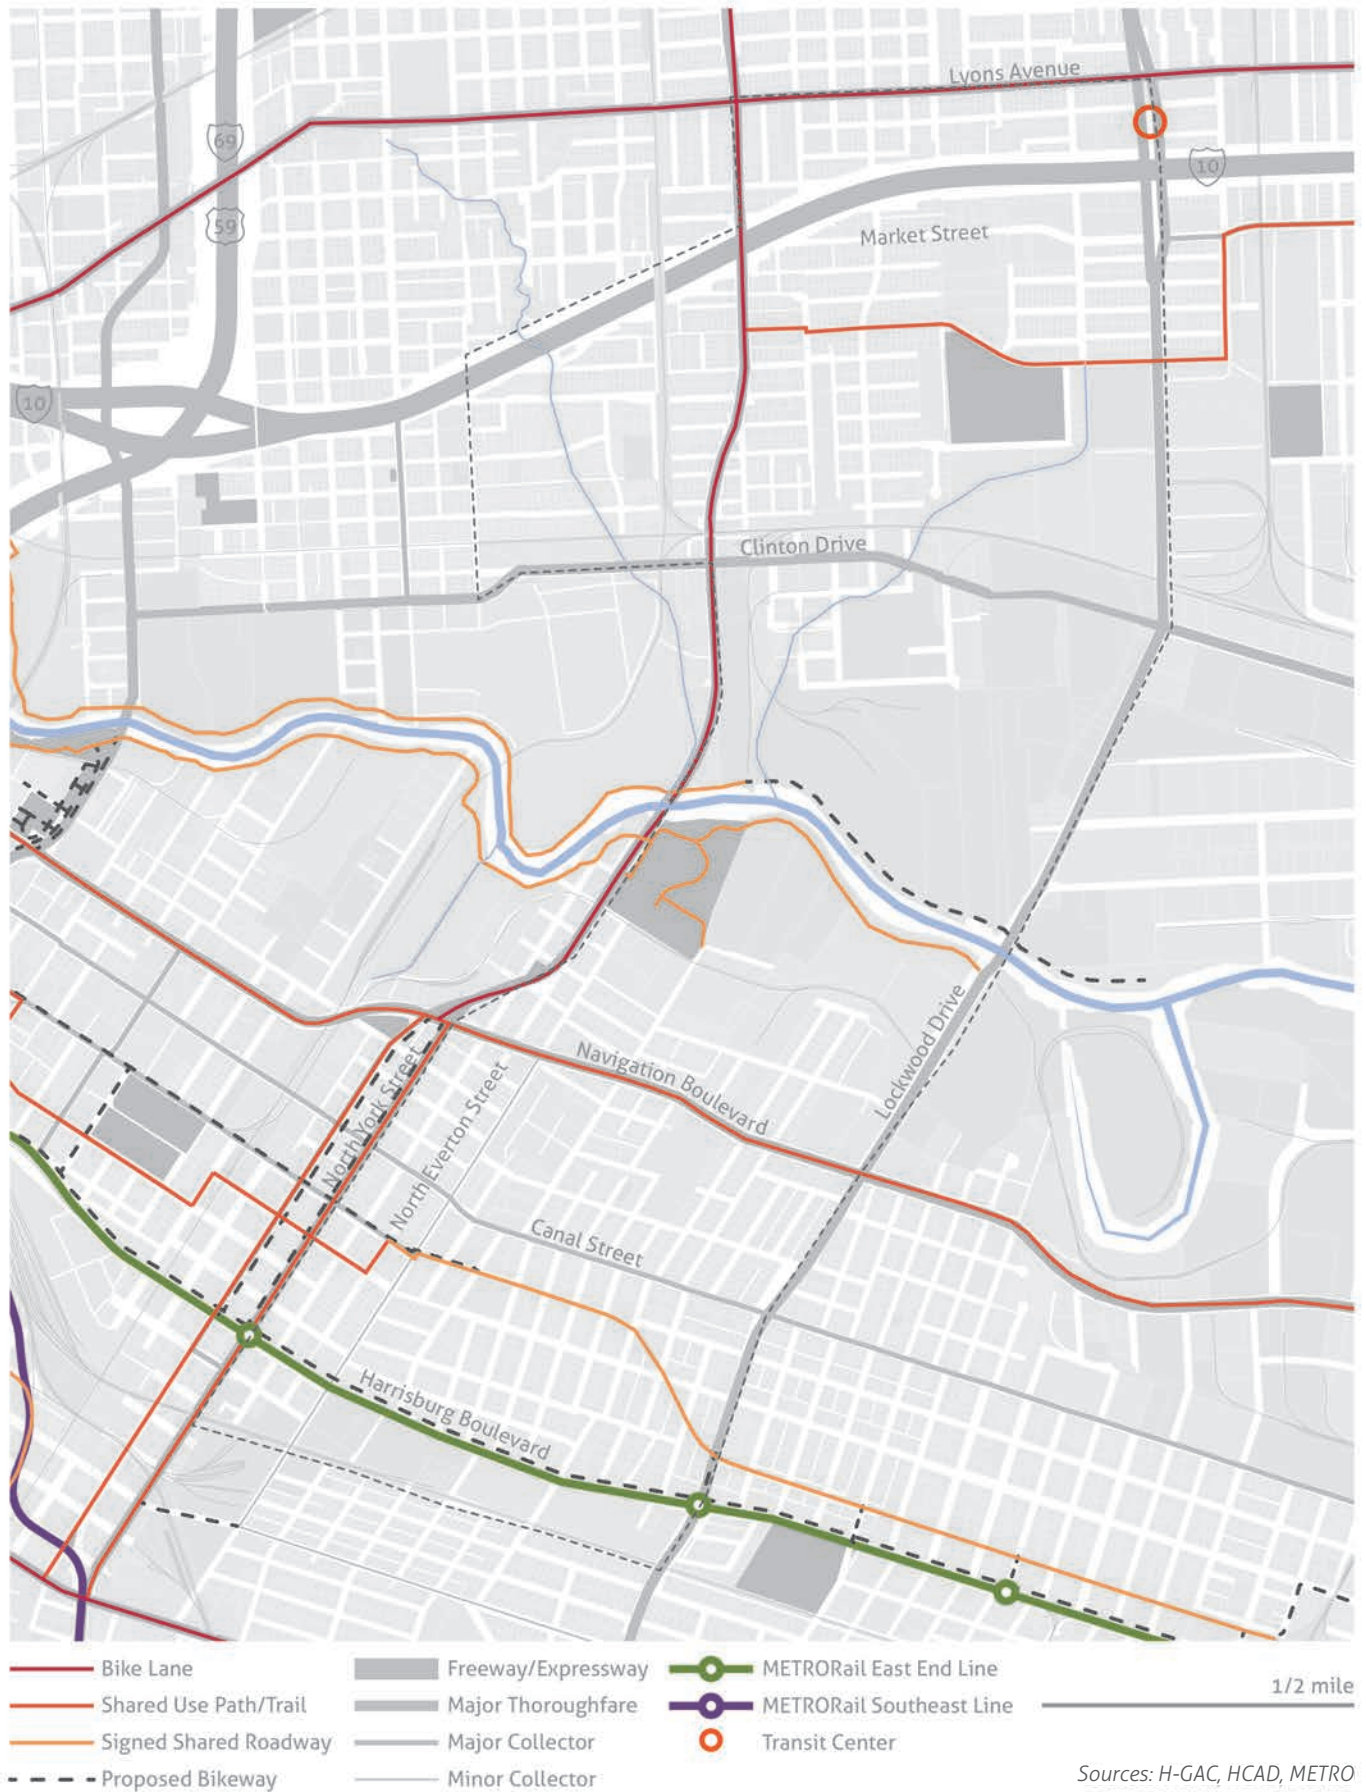 Lyons Avenue
69
10
59
Market Street
10
Clinton Drive
Lockwood Drive
Navigation Boulevard
North York Street
North Everton Street
Canal Street
Harrisburg Boulevard
Bike Lane
Freeway/Expressway
METRORail East End Line
Shared Use Path/Trail
Major Thoroughfare
METRORail Southeast Line
1/2 mile
Signed Shared Roadway
Major Collector
Transit Center
Proposed Bikeway
Minor Collector
Sources: H-GAC, HCAD, METRO